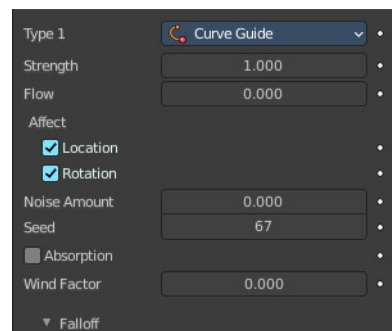 Type 1 Curve Guide
Strength 1.000
Flow 0.000
Affect
Location
Rotation
Noise Amount 0.000
Seed 67
Absorption
Wind Factor 0.000
Falloff